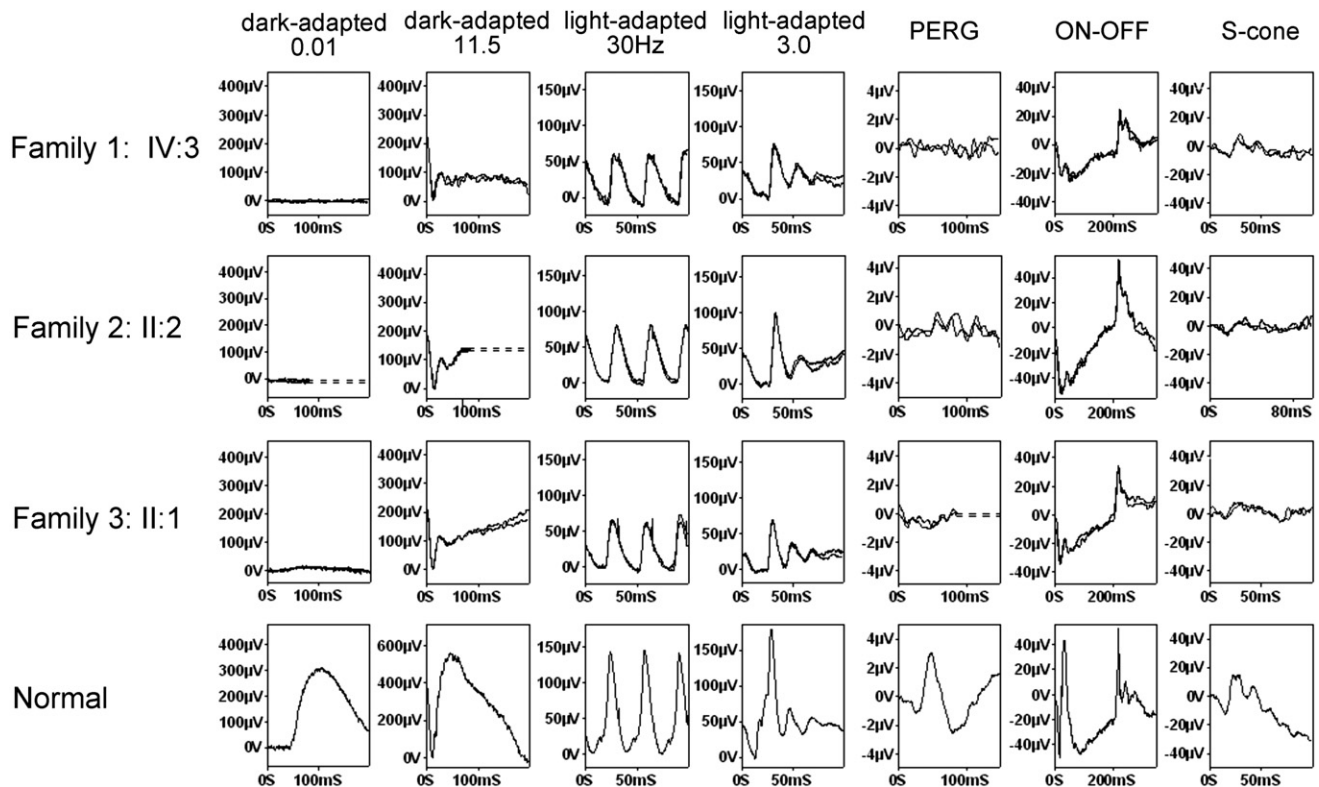 dark-adapted 0.01
dark-adapted 11.5
light-adapted 30Hz
light-adapted 3.0
PERG
ON-OFF
S-cone
Family 1: IV:3
400µV 300µV 200µV 100µV 0V 0S 100mS
400µV 300µV 200µV 100µV 0V 0S 100mS
150µV 100µV 50µV 0V 0S 50mS
150µV 100µV 50µV 0V 0S 50mS
4µV 2µV 0V -2µV -4µV 0S 100mS
40µV 20µV 0V -20µV -40µV 0S 200mS
40µV 20µV 0V -20µV -40µV 0S 50mS
Family 2: II:2
400µV 300µV 200µV 100µV 0V 0S 100mS
400µV 300µV 200µV 100µV 0V 0S 100mS
150µV 100µV 50µV 0V 0S 50mS
150µV 100µV 50µV 0V 0S 50mS
4µV 2µV 0V -2µV -4µV 0S 100mS
40µV 20µV 0V -20µV -40µV 0S 200mS
40µV 20µV 0V -20µV -40µV 0S 80mS
Family 3: II:1
400µV 300µV 200µV 100µV 0V 0S 100mS
400µV 300µV 200µV 100µV 0V 0S 100mS
150µV 100µV 50µV 0V 0S 50mS
150µV 100µV 50µV 0V 0S 50mS
4µV 2µV 0V -2µV -4µV 0S 100mS
40µV 20µV 0V -20µV -40µV 0S 200mS
40µV 20µV 0V -20µV -40µV 0S 50mS
Normal
400µV 300µV 200µV 100µV 0V 0S 100mS
600µV 400µV 200µV 0V 0S 100mS
150µV 100µV 50µV 0V 0S 50mS
150µV 100µV 50µV 0V 0S 50mS
4µV 2µV 0V -2µV -4µV 0S 100mS
40µV 20µV 0V -20µV -40µV 0S 200mS
40µV 20µV 0V -20µV -40µV 0S 50mS